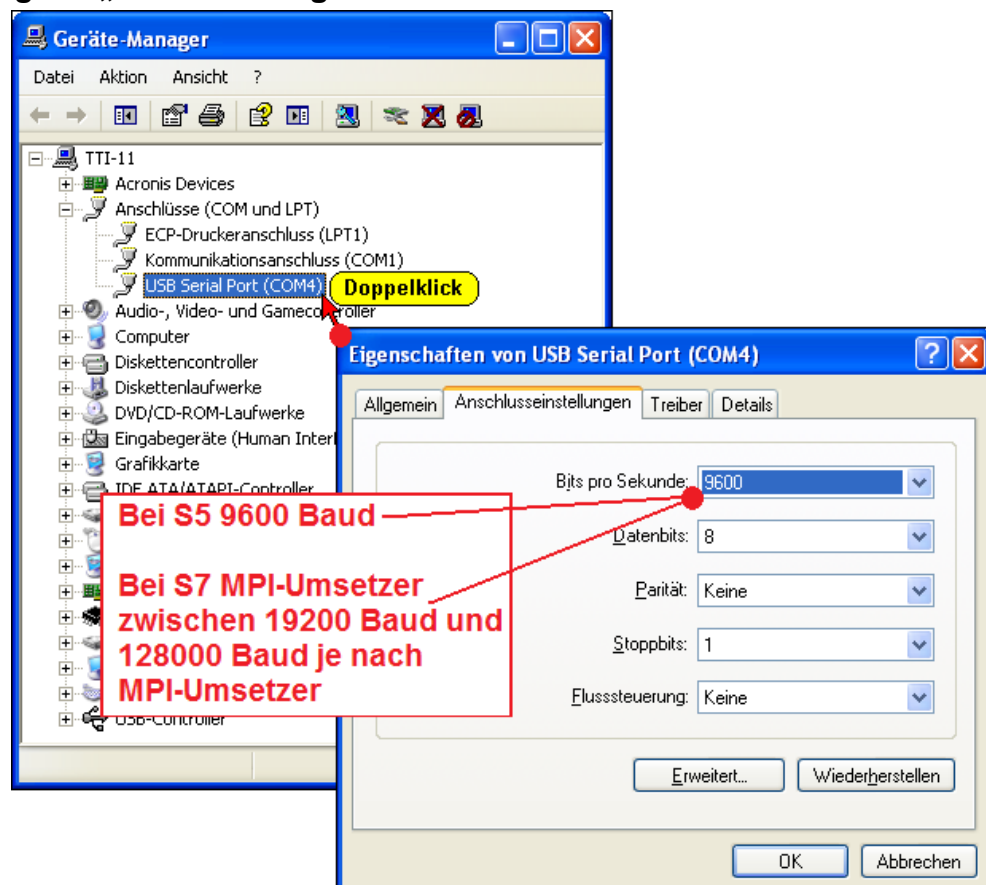 Geräte-Manager
Datei Aktion Ansicht ?
TTI-11
Acronis Devices
Anschlüsse (COM und LPT)
ECP-Druckeranschluss (LPT1)
Kommunikationsanschluss (COM1)
USB Serial Port (COM4)
Doppelklick
Audio-, Video- und Gamecontroller
Computer
Diskettencontroller
Diskettenlaufwerke
DVD/CD-ROM-Laufwerke
Eingabegeräte (Human Inter
Grafikkarte
IDE ATA/ATAPI-Controller
USB-Controller
Bei S5 9600 Baud
Bei S7 MPI-Umsetzer
zwischen 19200 Baud und
128000 Baud je nach
MPI-Umsetzer
Eigenschaften von USB Serial Port (COM4)
Allgemein Anschlusseinstellungen Treiber Details
Bits pro Sekunde: 9600
Datenbits: 8
Parität: Keine
Stoppbits: 1
Flusssteuerung: Keine
Erweitert... Wiederherstellen
OK Abbrechen